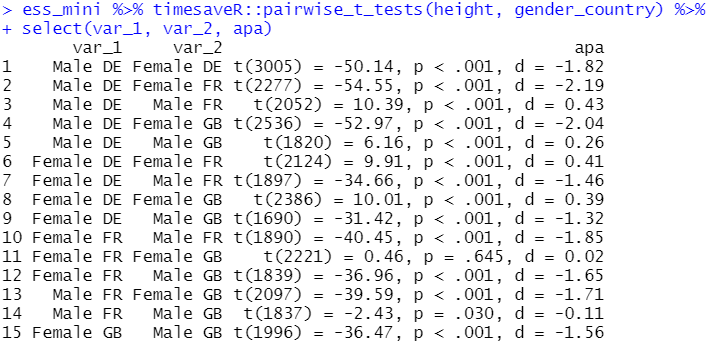 > ess_mini %>% timesaveR::pairwise_t_tests(height, gender_country) %>%
+ select(var_1, var_2, apa)
var_1 var_2 apa
1 Male DE Female DE t(3005) = -50.14, p < .001, d = -1.82
2 Male DE Female FR t(2277) = -54.55, p < .001, d = -2.19
3 Male DE Male FR t(2052) = 10.39, p < .001, d = 0.43
4 Male DE Female GB t(2536) = -52.97, p < .001, d = -2.04
5 Male DE Male GB t(1820) = 6.16, p < .001, d = 0.26
6 Female DE Female FR t(2124) = 9.91, p < .001, d = 0.41
7 Female DE Male FR t(1897) = -34.66, p < .001, d = -1.46
8 Female DE Female GB t(2386) = 10.01, p < .001, d = 0.39
9 Female DE Male GB t(1690) = -31.42, p < .001, d = -1.32
10 Female FR Male FR t(1890) = -40.45, p < .001, d = -1.85
11 Female FR Female GB t(2221) = 0.46, p = .645, d = 0.02
12 Female FR Male GB t(1839) = -36.96, p < .001, d = -1.65
13 Male FR Female GB t(2097) = -39.59, p < .001, d = -1.71
14 Male FR Male GB t(1837) = -2.43, p = .030, d = -0.11
15 Female GB Male GB t(1996) = -36.47, p < .001, d = -1.56